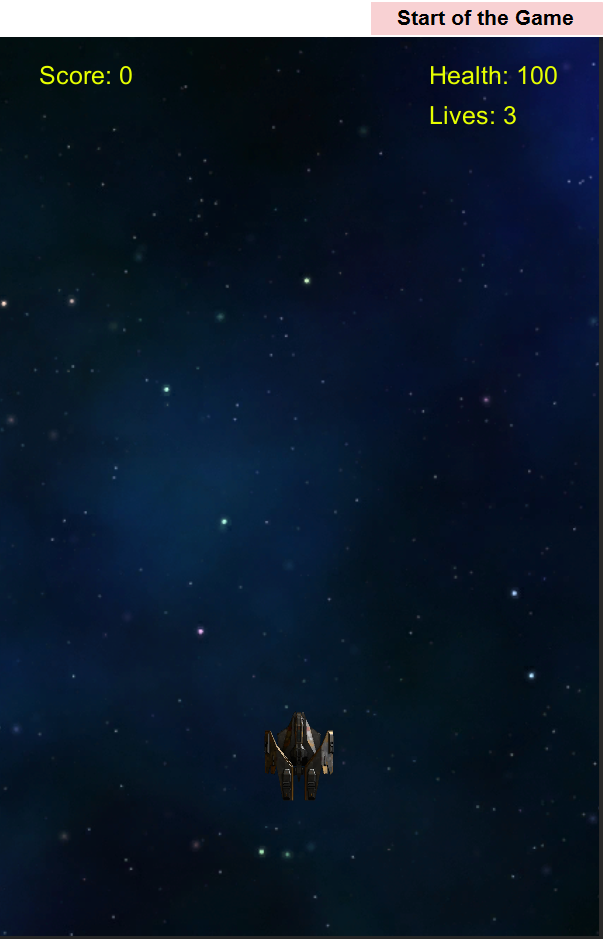 Start of the Game
Score: 0
Health: 100
Lives: 3